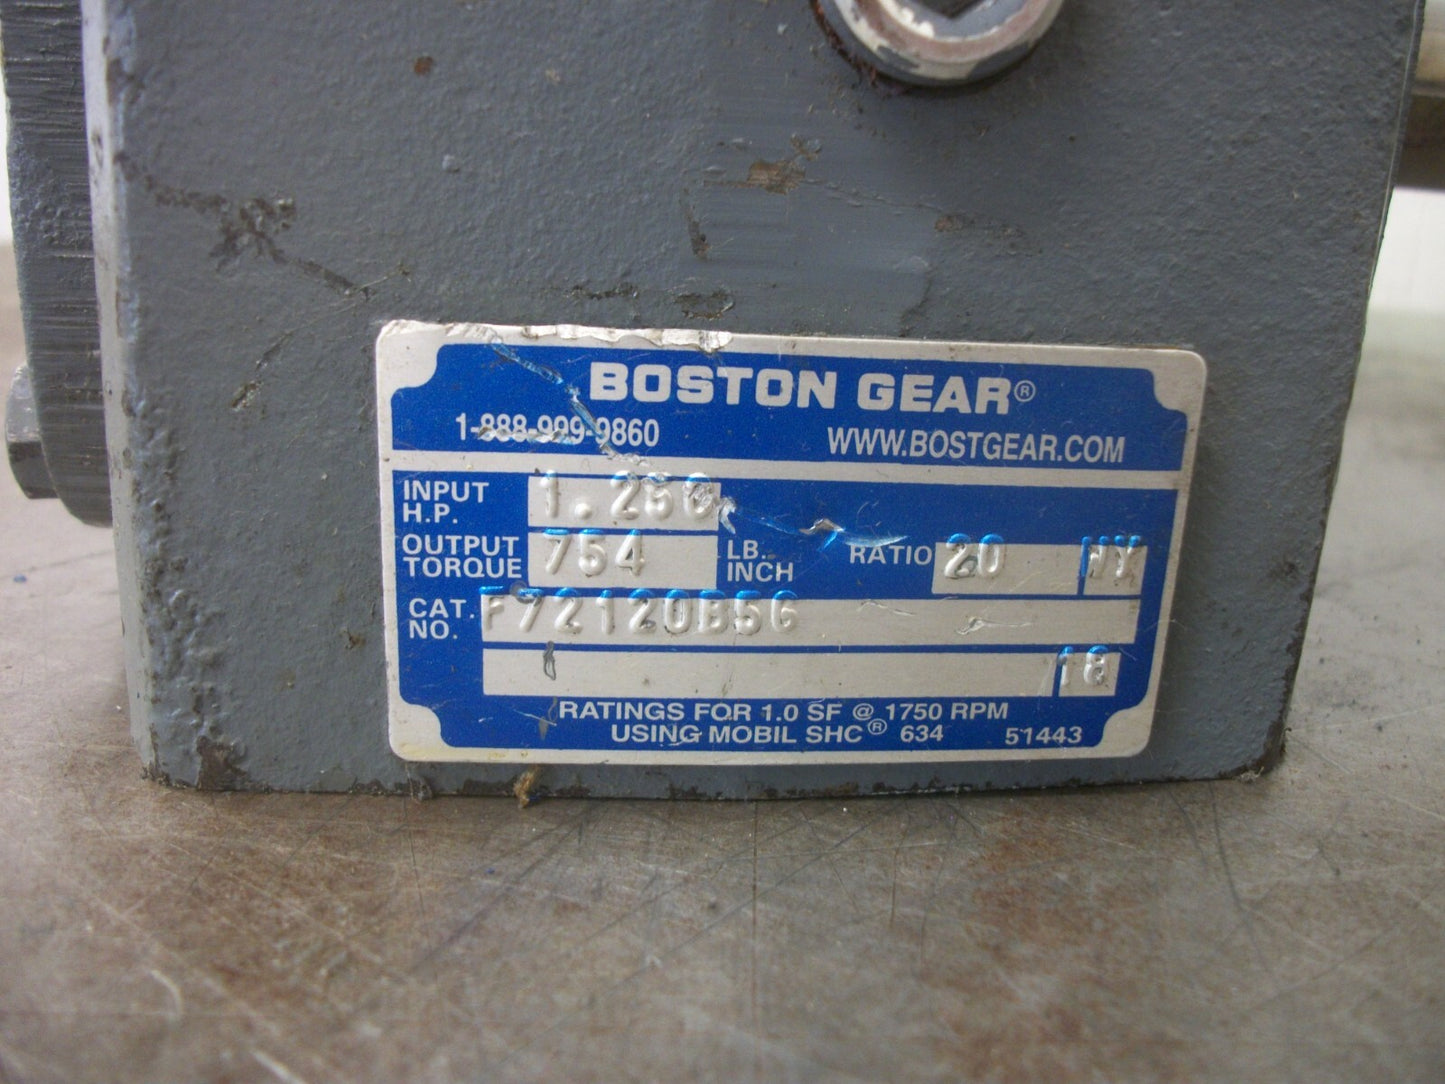 BOSTON GEAR®
1-888-999-9860 WWW.BOSTGEAR.COM
INPUT H.P. 1.250
OUTPUT TORQUE 754 LB. INCH RATIO 20 WY
CAT. NO. F72120B5G
18
RATINGS FOR 1.0 SF @ 1750 RPM
USING MOBIL SHC® 634 51443